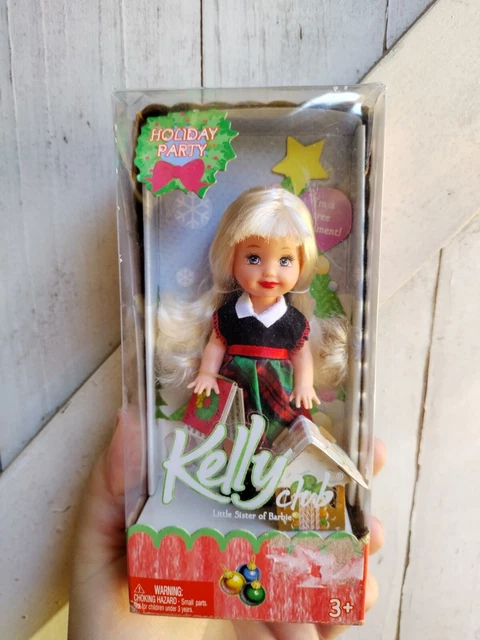 HOLIDAY
PARTY
I'm a
ment!
Kelly
club
Little Sister of Barbie®
WARNING:
CHOKING HAZARD - Small parts.
Not for children under 3 years.
3+